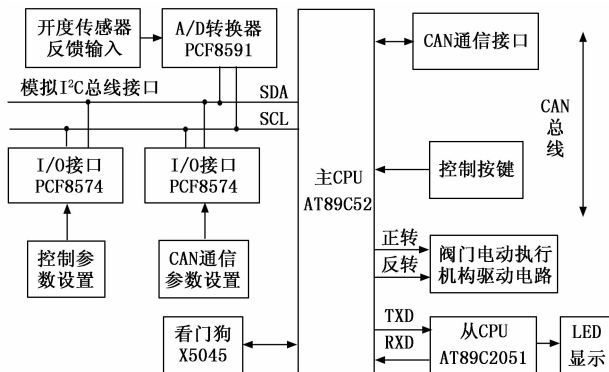 开度传感器
反馈输入
A/D转换器
PCF8591
CAN通信接口
模拟I²C总线接口
SDA
SCL
CAN
总
线
I/O接口
PCF8574
I/O接口
PCF8574
主CPU
AT89C52
控制按键
控制参
数设置
CAN通信
参数设置
正转
反转
阀门电动执行
机构驱动电路
看门狗
X5045
TXD
RXD
从CPU
AT89C2051
LED
显示